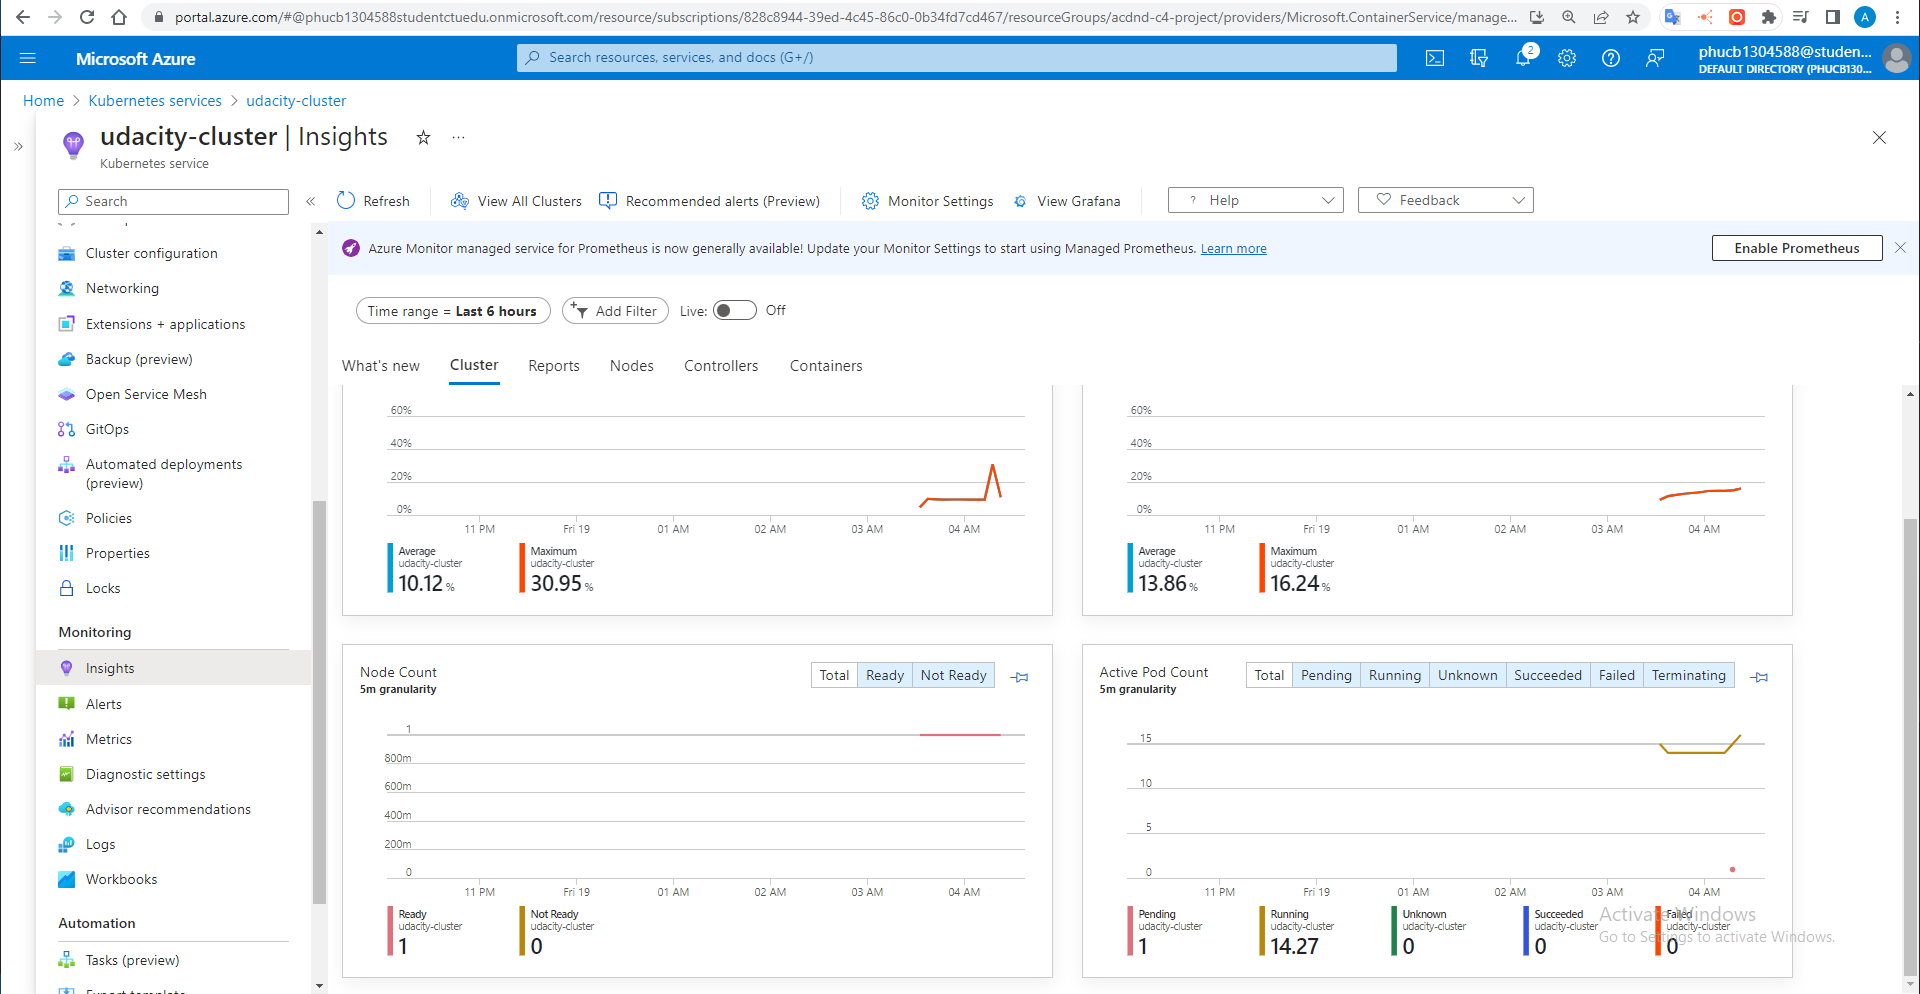 portal.azure.com/#@phucb1304588studentctuedu.onmicrosoft.com/resource/subscriptions/828c8944-39ed-4c45-86c0-0b34fd7cd467/resourceGroups/acdnd-c4-project/providers/Microsoft.ContainerService/manage...
A
Microsoft Azure
Search resources, services, and docs (G+/)
2
phucb1304588@studen...
DEFAULT DIRECTORY (PHUCB130...
Home > Kubernetes services > udacity-cluster
udacity-cluster | Insights
Kubernetes service
Search
Refresh
View All Clusters
Recommended alerts (Preview)
Monitor Settings
View Grafana
Help
Feedback
Azure Monitor managed service for Prometheus is now generally available! Update your Monitor Settings to start using Managed Prometheus. Learn more
Enable Prometheus
Cluster configuration
Networking
Extensions + applications
Backup (preview)
Open Service Mesh
GitOps
Automated deployments
(preview)
Policies
Properties
Locks
Monitoring
Insights
Alerts
Metrics
Diagnostic settings
Advisor recommendations
Logs
Workbooks
Automation
Tasks (preview)
Export template
Time range = Last 6 hours
Add Filter
Live: Off
What's new
Cluster
Reports
Nodes
Controllers
Containers
60%
40%
20%
0%
11 PM Fri 19 01 AM 02 AM 03 AM 04 AM
Average
udacity-cluster
10.12 %
Maximum
udacity-cluster
30.95 %
60%
40%
20%
0%
11 PM Fri 19 01 AM 02 AM 03 AM 04 AM
Average
udacity-cluster
13.86 %
Maximum
udacity-cluster
16.24 %
Node Count
5m granularity
Total Ready Not Ready
1
800m
600m
400m
200m
0
11 PM Fri 19 01 AM 02 AM 03 AM 04 AM
Ready
udacity-cluster
1
Not Ready
udacity-cluster
0
Active Pod Count
5m granularity
Total Pending Running Unknown Succeeded Failed Terminating
15
10
5
0
11 PM Fri 19 01 AM 02 AM 03 AM 04 AM
Pending
udacity-cluster
1
Running
udacity-cluster
14.27
Unknown
udacity-cluster
0
Succeeded
udacity-cluster
0
Failed
udacity-cluster
0
Activate Windows
Go to Settings to activate Windows.